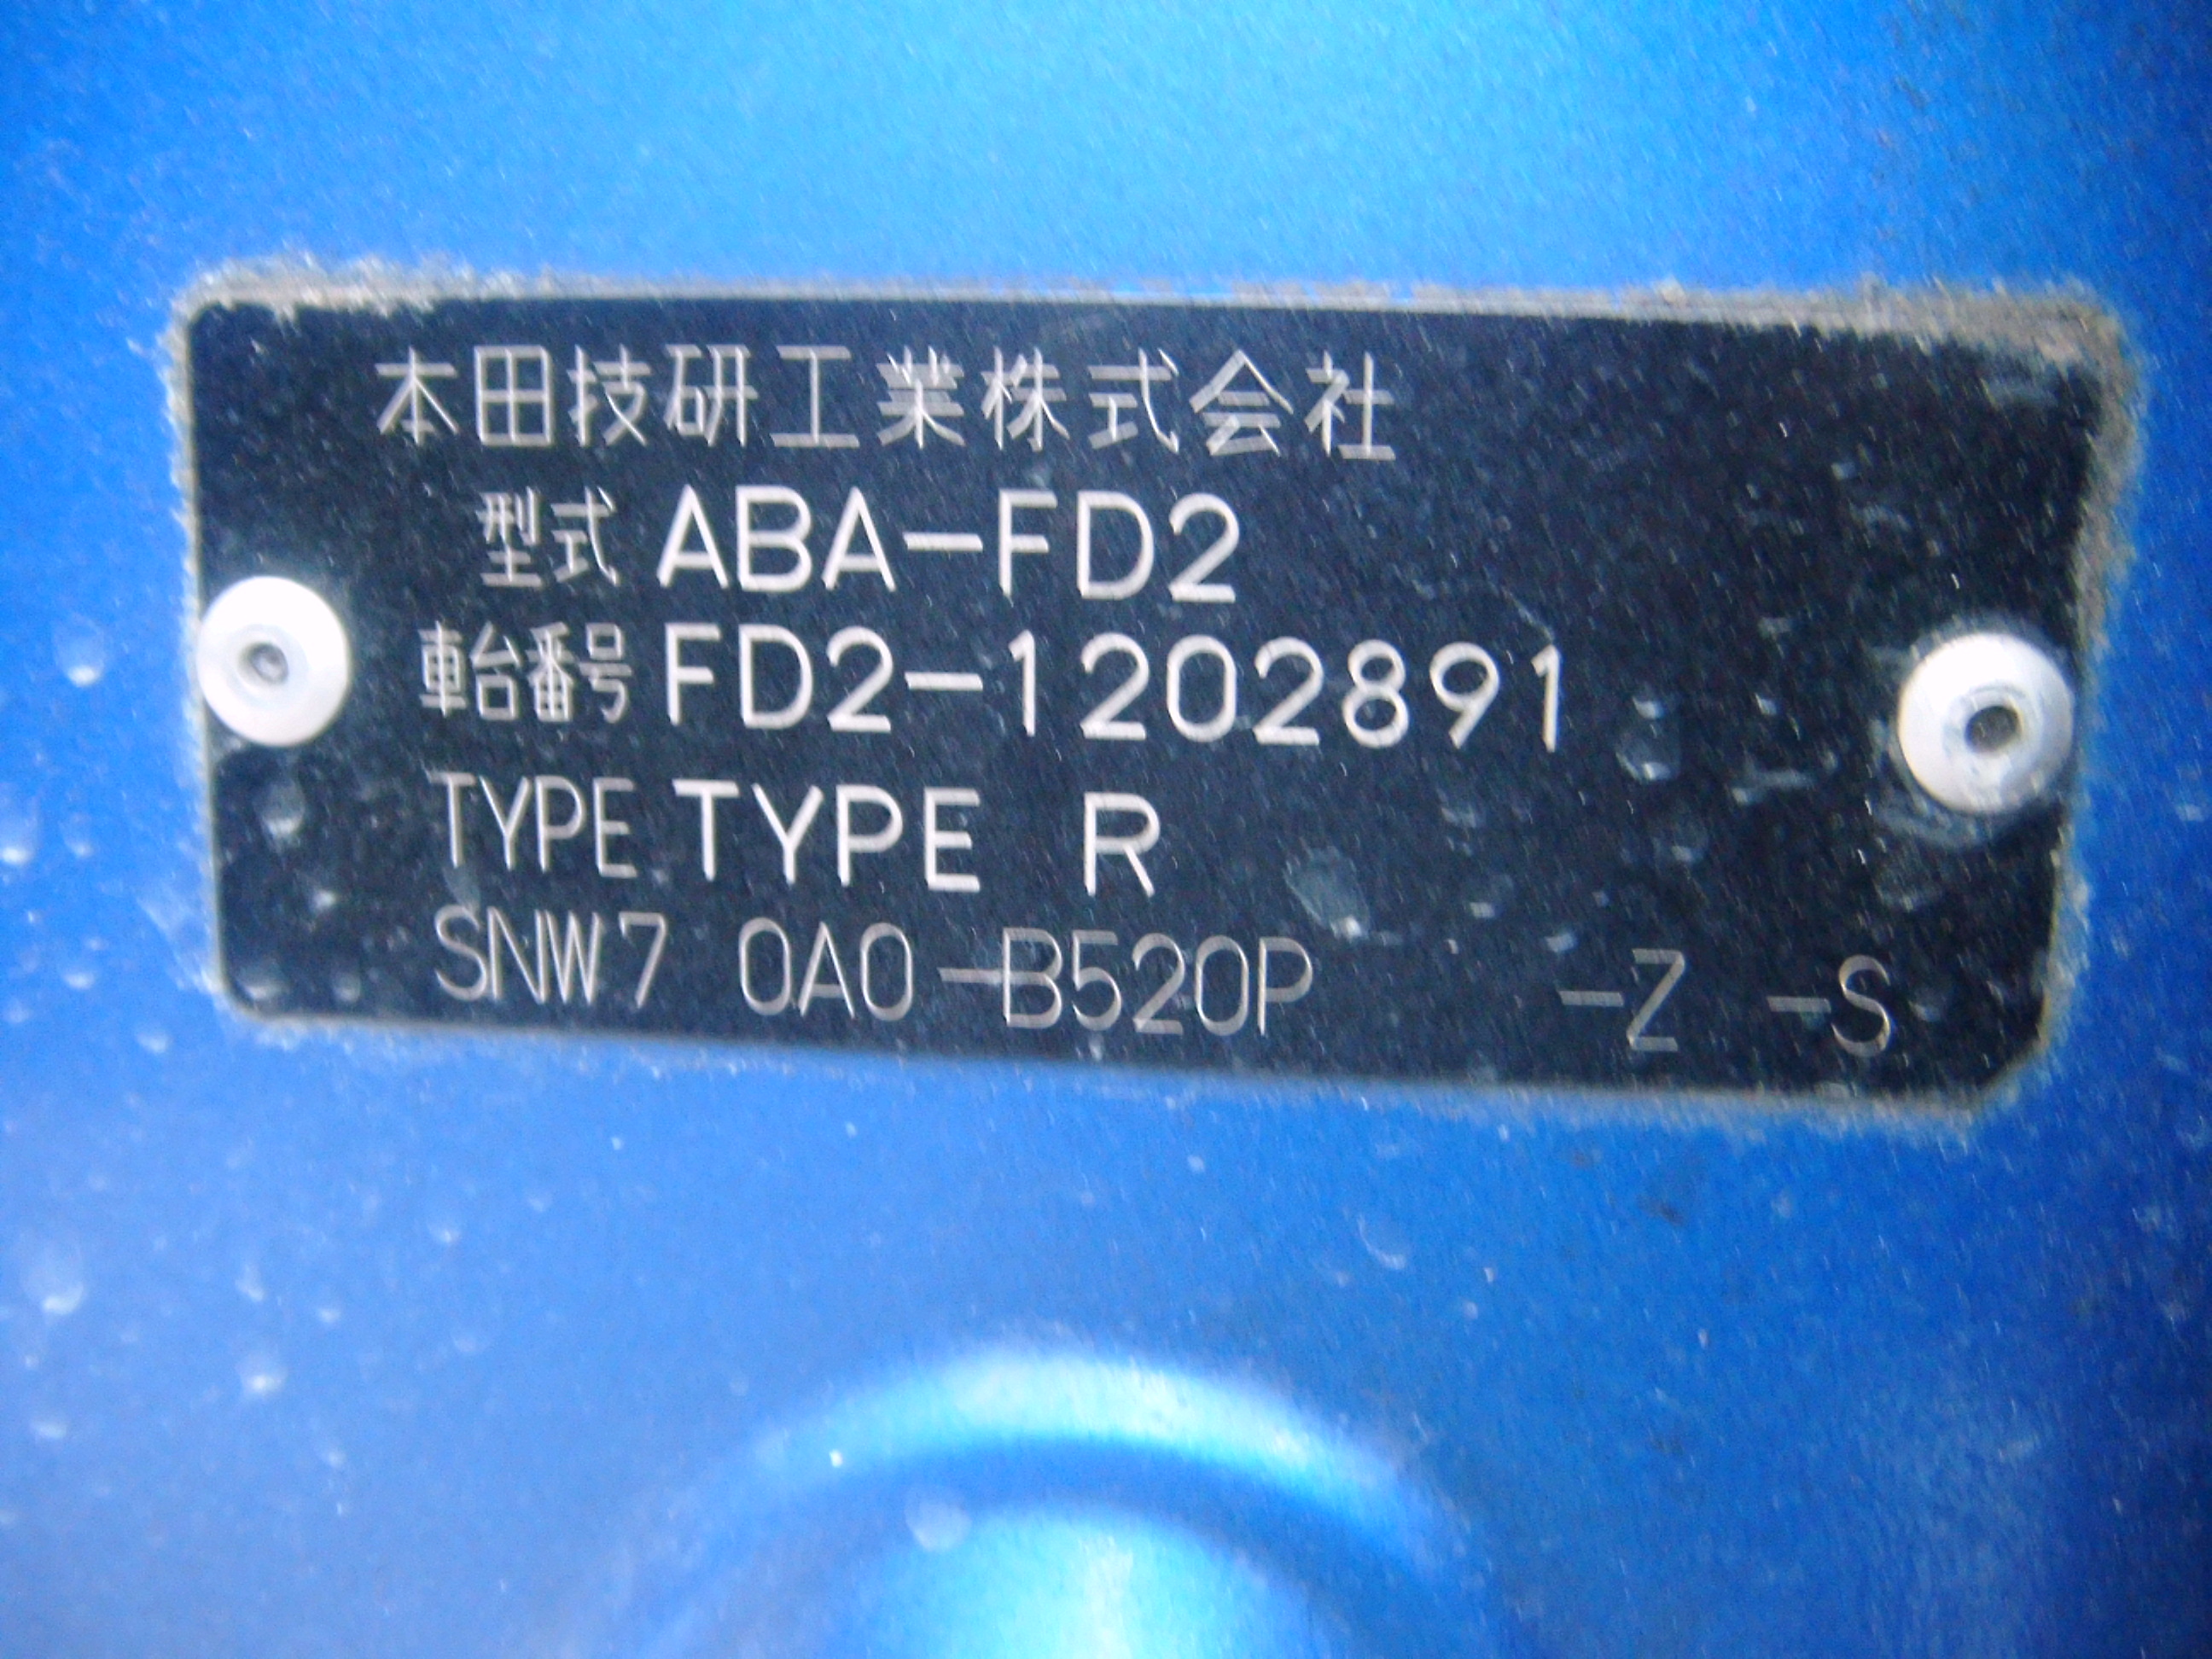 本田技研工業株式会社
型式 ABA-FD2
車台番号 FD2-1202891
TYPE TYPE R
SNW7 0A0-B520P -Z -S